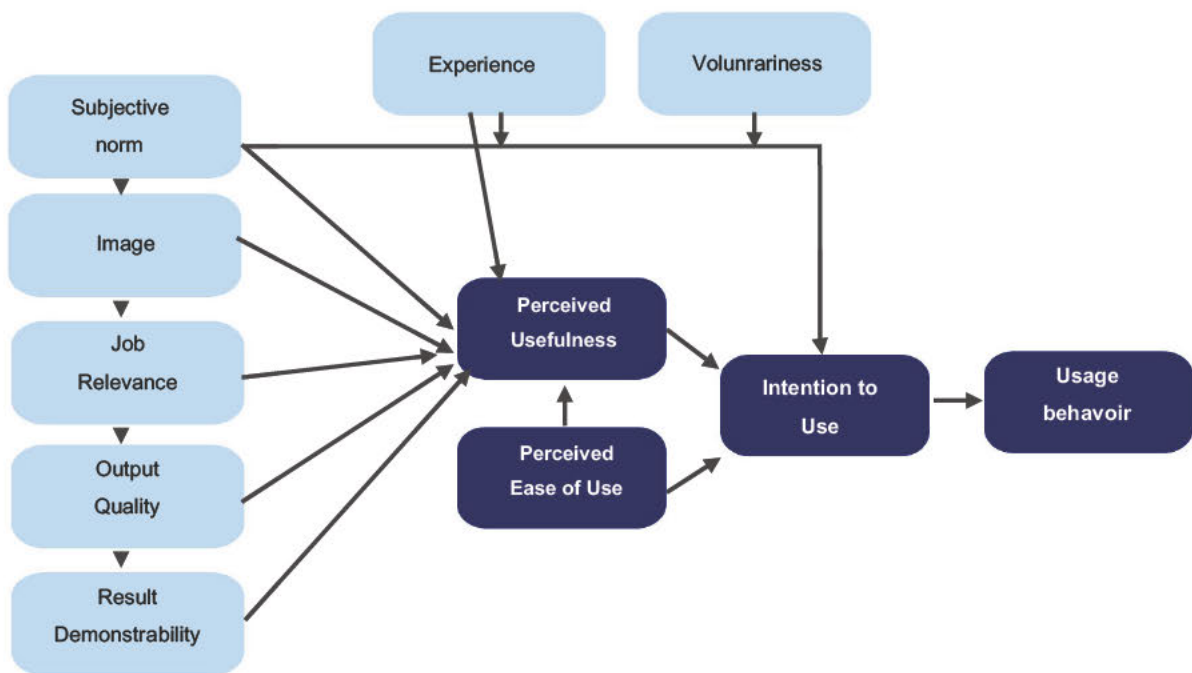 Experience
Volunrariness
Subjective
norm
Image
Job
Relevance
Output
Quality
Result
Demonstrability
Perceived
Usefulness
Perceived
Ease of Use
Intention to
Use
Usage
behavoir